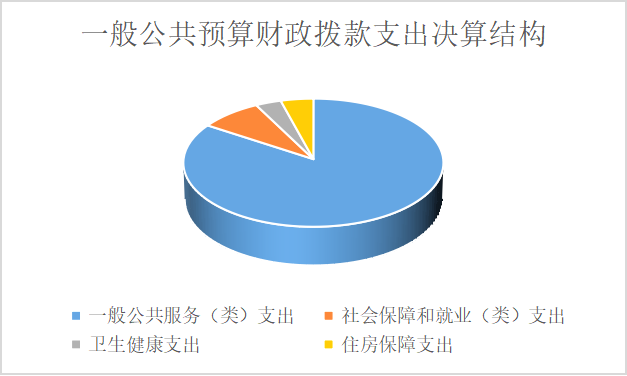 一般公共预算财政拨款支出决算结构
一般公共服务（类）支出 社会保障和就业（类）支出
卫生健康支出 住房保障支出